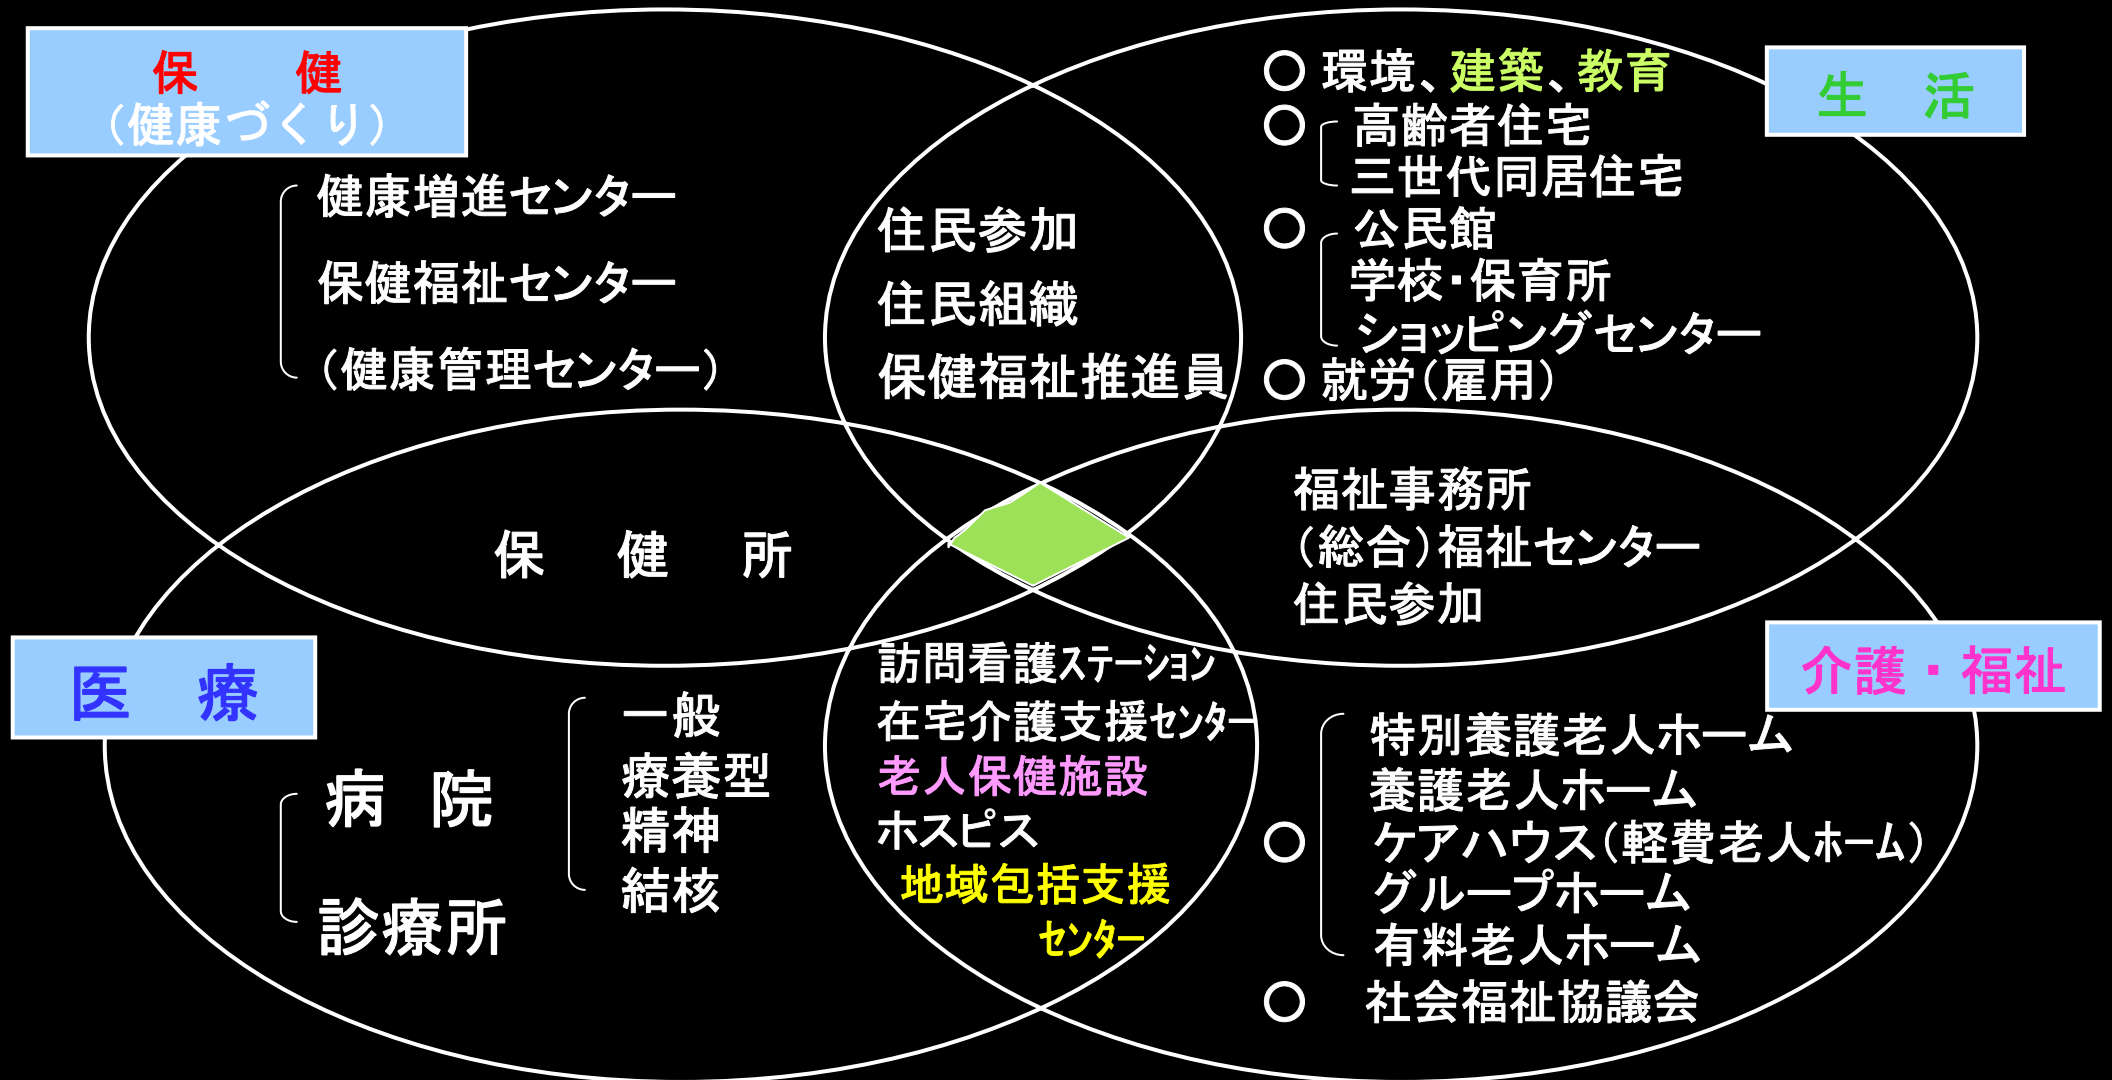 保　健
（健康づくり）
健康増進センター
保健福祉センター
（健康管理センター）
住民参加
住民組織
保健福祉推進員
生　活
○環境、建築、教育
○高齢者住宅
三世代同居住宅
○公民館
学校・保育所
ショッピングセンター
○就労（雇用）
保　健　所
福祉事務所
（総合）福祉センター
住民参加
医　療
病　院
診療所
一般
療養型
精神
結核
訪問看護ステーション
在宅介護支援センター
老人保健施設
ホスピス
地域包括支援
センター
介護・福祉
特別養護老人ホーム
養護老人ホーム
○ケアハウス（軽費老人ホーム）
グループホーム
有料老人ホーム
○社会福祉協議会